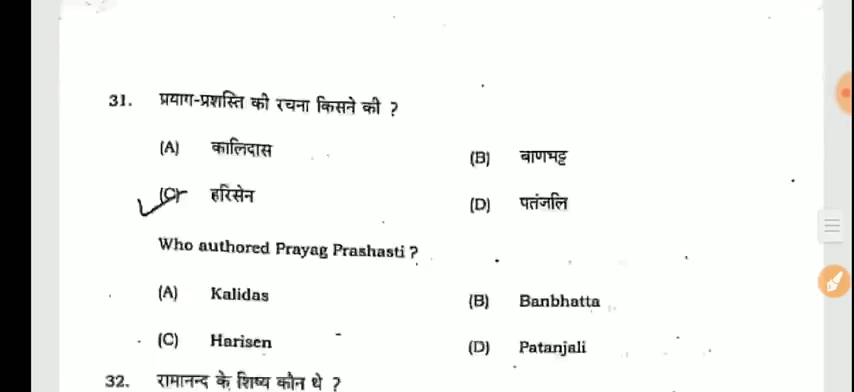 31. प्रयाग-प्रशस्ति की रचना किसने की ?
(A) कालिदास (B) बाणभट्ट
(C) हरिसेन (D) पतंजलि
Who authored Prayag Prashasti ?
(A) Kalidas (B) Banbhatta
(C) Harisen (D) Patanjali
32. रामानन्द के शिष्य कौन थे ?